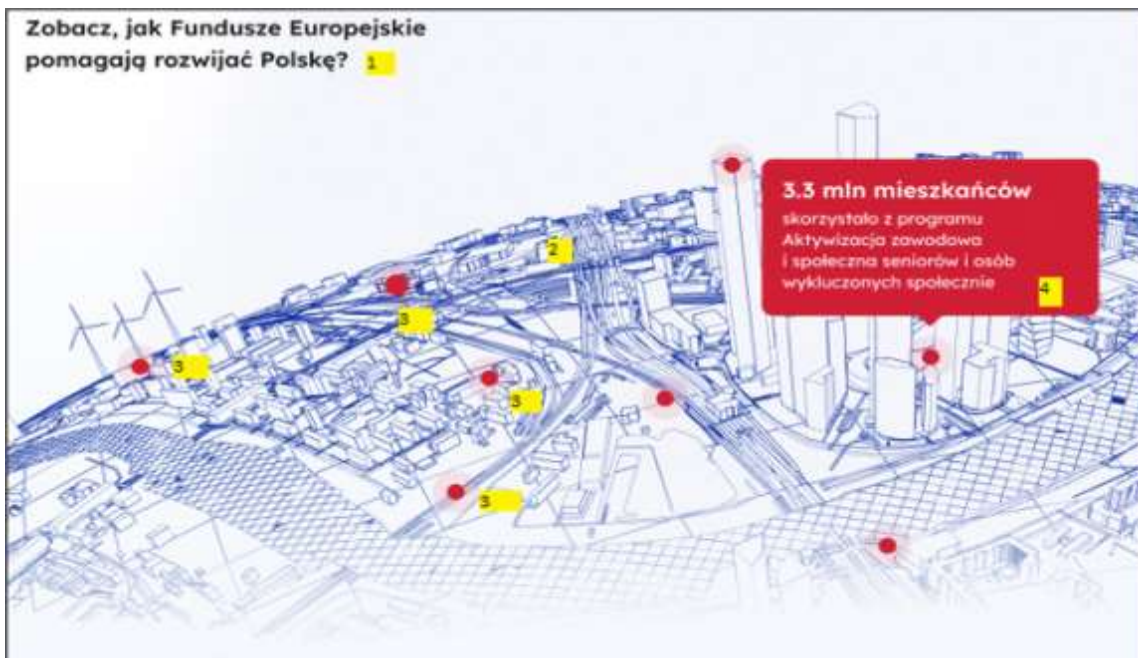 Zobacz, jak Fundusze Europejskie
pomagają rozwijać Polskę? 1
3.3 mln mieszkańców
skorzystało z programu
Aktywizacja zawodowa
i społeczna seniorów i osób
wykluczonych społecznie 4
2
3
3
3
3